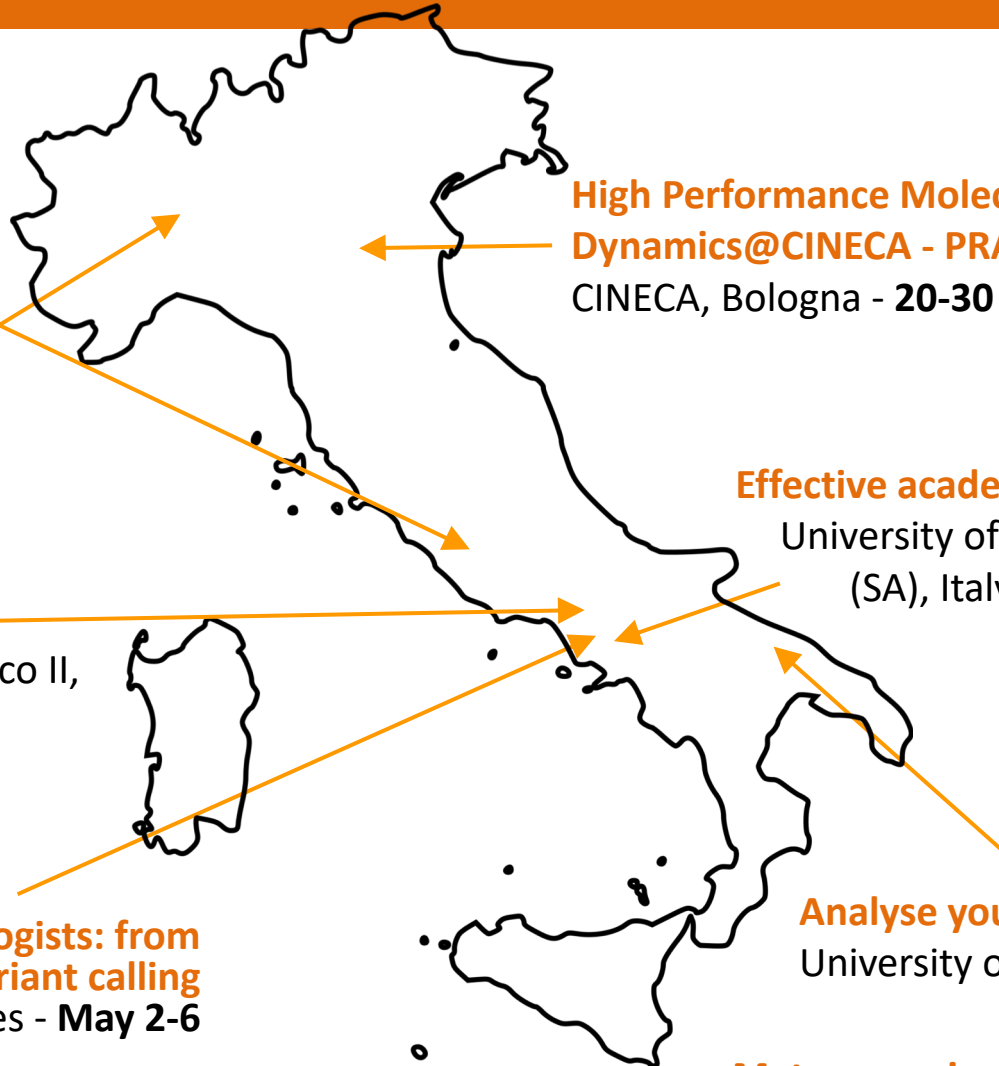 High Performance Molec
Dynamics@CINECA - PRA
CINECA, Bologna - 20-30
Effective acade
University of
(SA), Italy
co II,
ogists: from
riant calling
es - May 2-6
Analyse you
University o